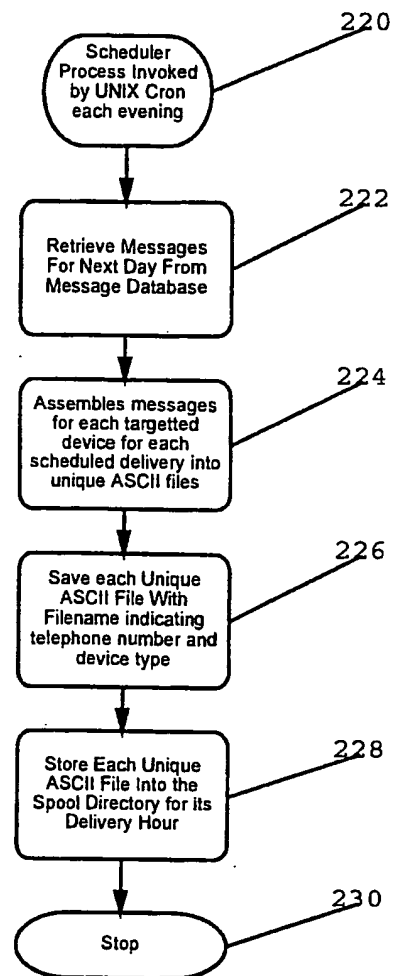 220
Scheduler
Process Invoked
by UNIX Cron
each evening
222
Retrieve Messages
For Next Day From
Message Database
224
Assembles messages
for each targetted
device for each
scheduled delivery into
unique ASCII files
226
Save each Unique
ASCII File With
Filename indicating
telephone number and
device type
228
Store Each Unique
ASCII File Into the
Spool Directory for its
Delivery Hour
230
Stop